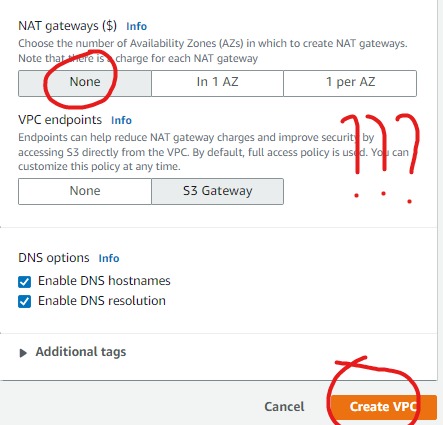 NAT gateways ($) Info
Choose the number of Availability Zones (AZs) in which to create NAT gateways.
Note that there is a charge for each NAT gateway
None In 1 AZ 1 per AZ
VPC endpoints Info
Endpoints can help reduce NAT gateway charges and improve security by
accessing S3 directly from the VPC. By default, full access policy is used. You can
customize this policy at any time.
???
None S3 Gateway
DNS options Info
Enable DNS hostnames
Enable DNS resolution
Additional tags
Cancel Create VPC